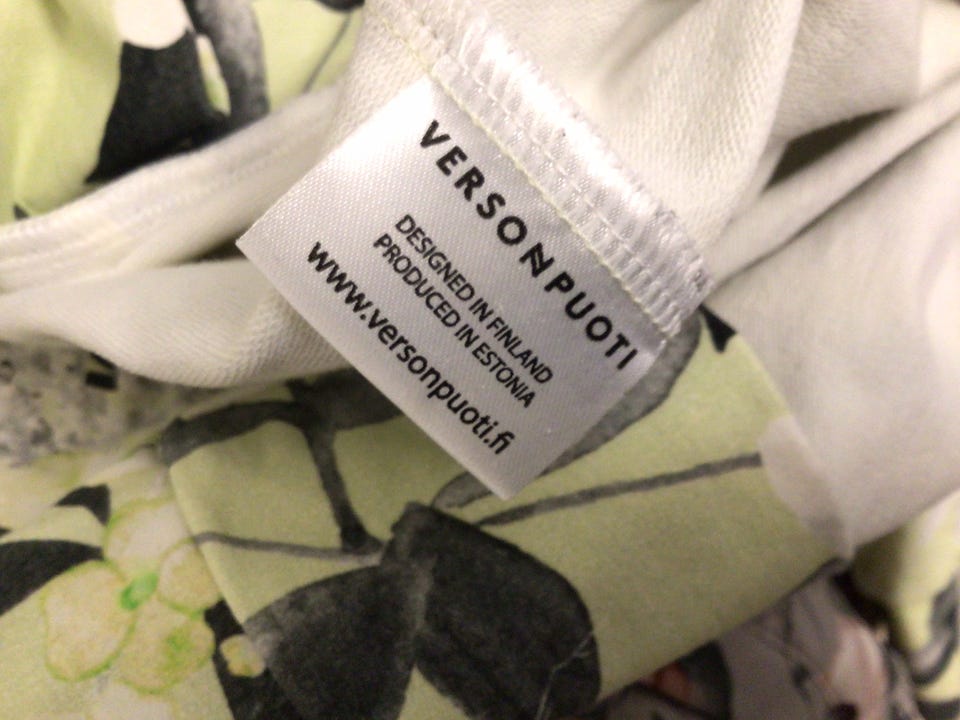 VERSONPUOTI
DESIGNED IN FINLAND
PRODUCED IN ESTONIA
www.versonpuoti.fi